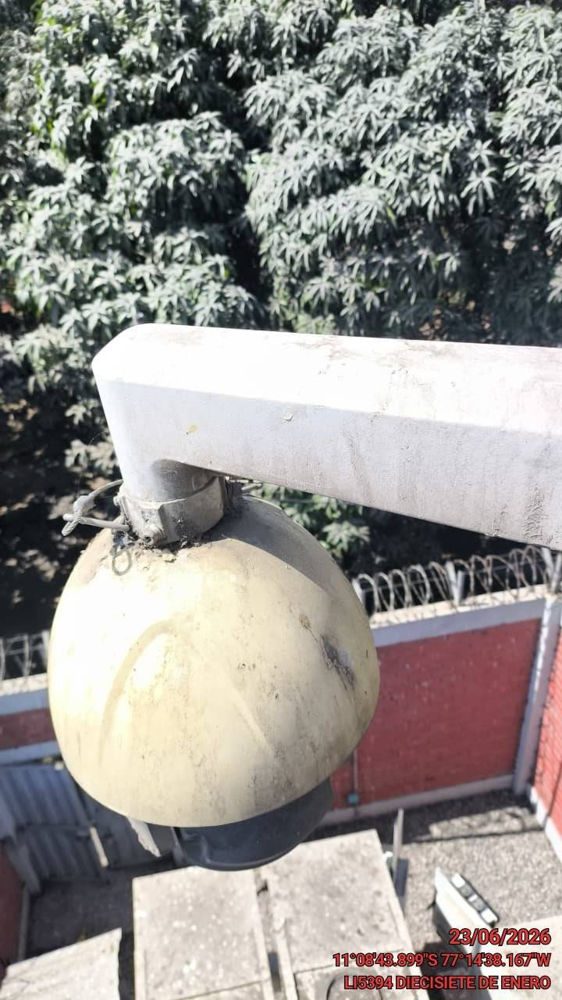 23/06/2026
11°08'43.899"S 77°14'38.167"W
LI5394 DIECISIETE DE ENERO